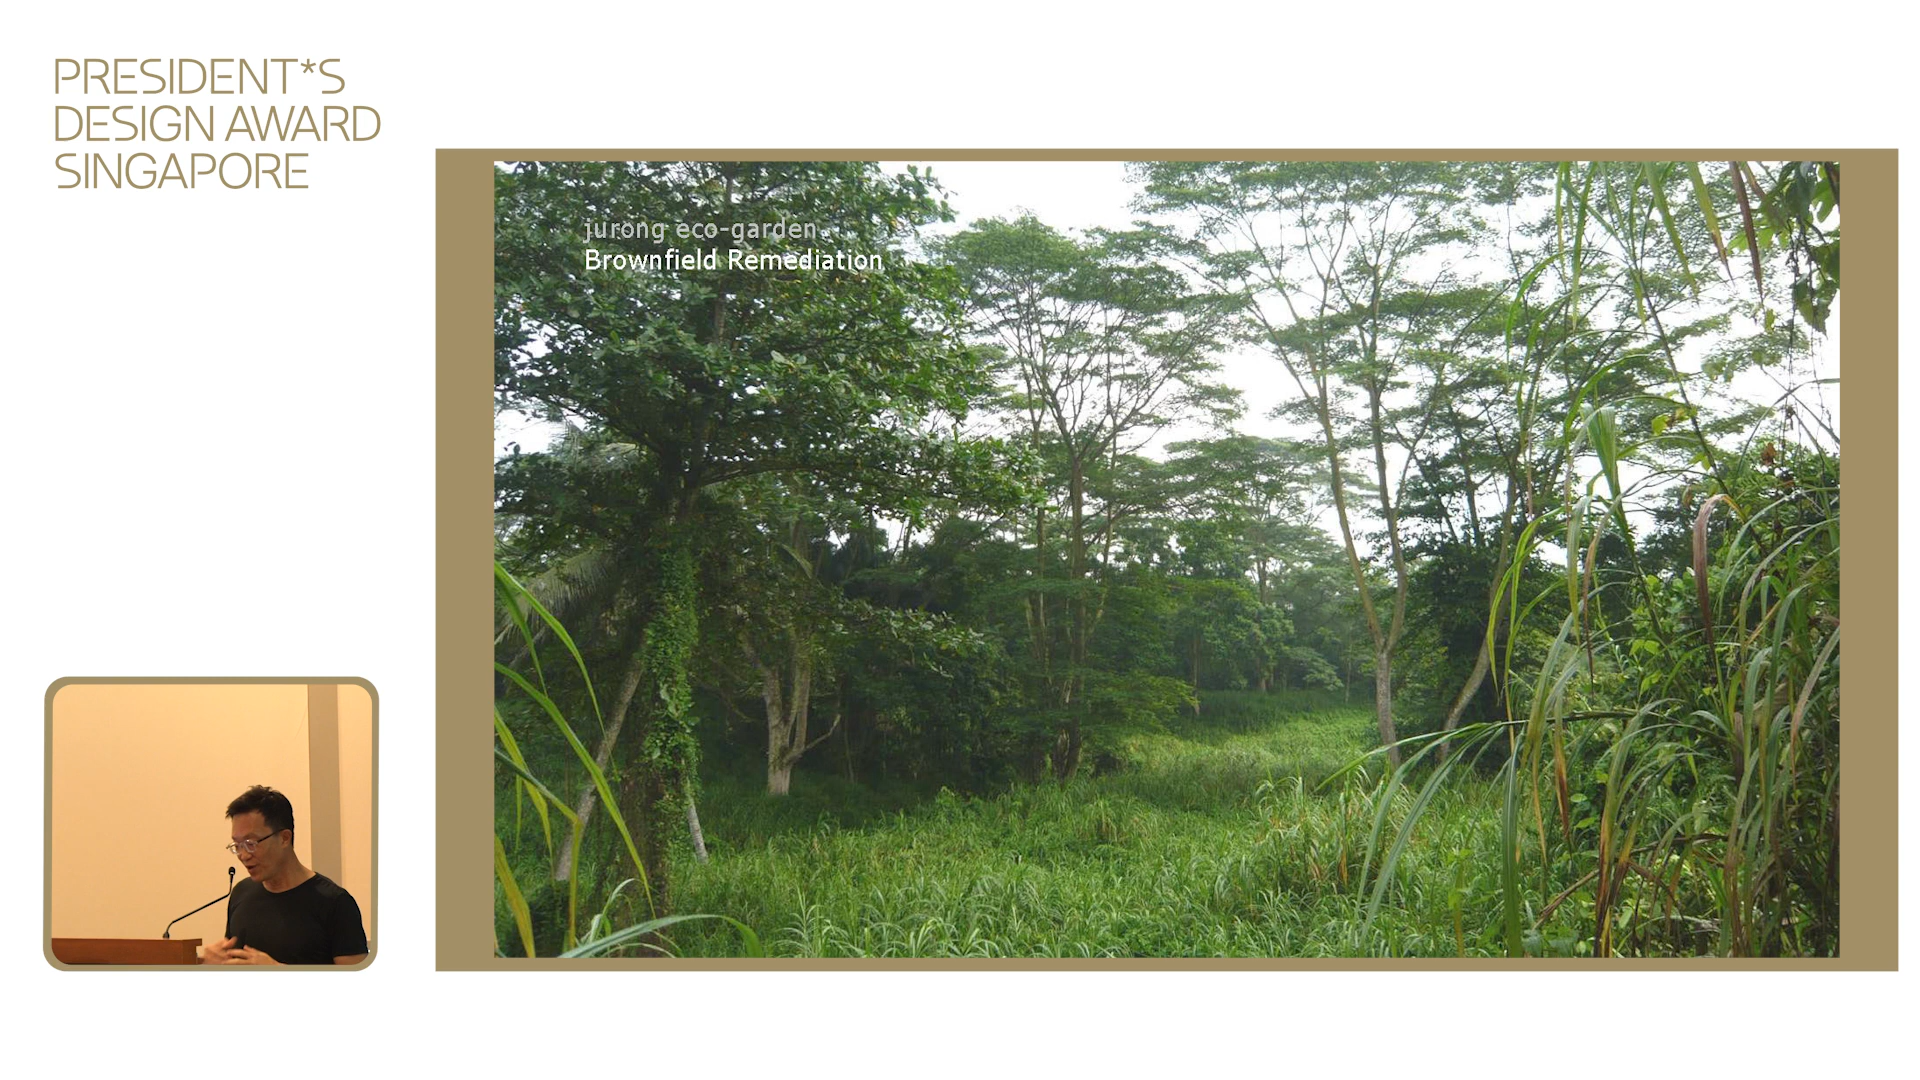 PRESIDENT*S
DESIGN AWARD
SINGAPORE
jurong eco-garden
Brownfield Remediation